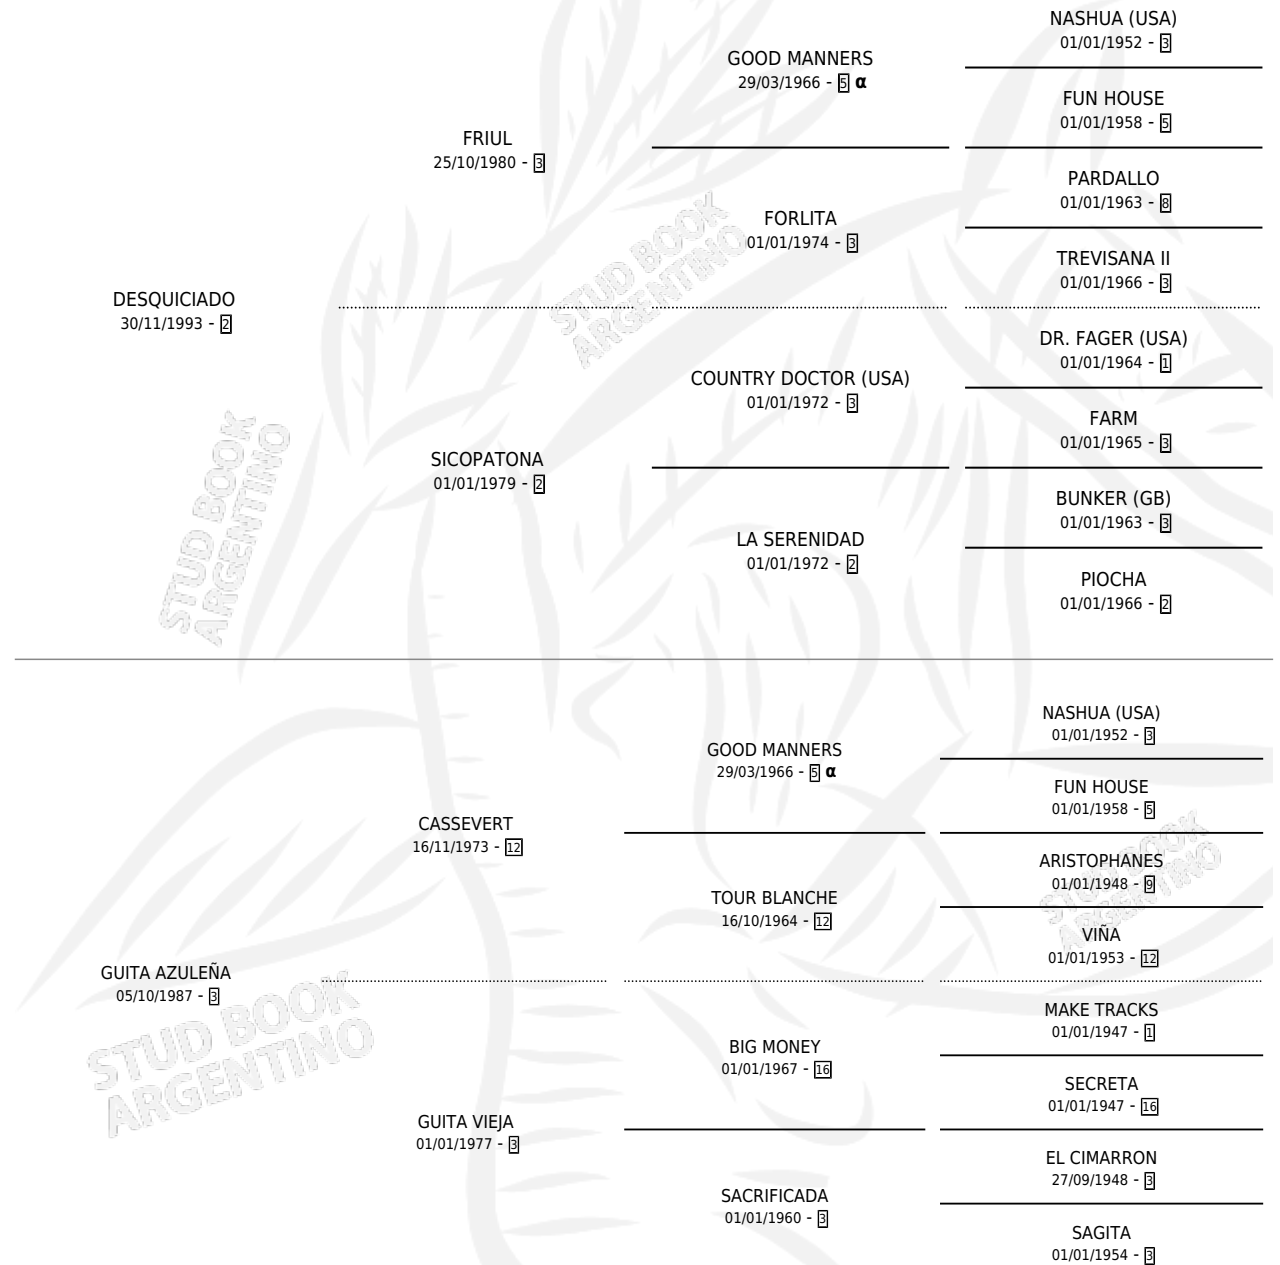 NASHUA (USA)
01/01/1952 - 3
GOOD MANNERS
29/03/1966 - 5 α
FUN HOUSE
01/01/1958 - 5
FRIUL
25/10/1980 - 3
PARDALLO
01/01/1963 - 8
FORLITA
01/01/1974 - 3
TREVISANA II
01/01/1966 - 3
DESQUICIADO
30/11/1993 - 2
DR. FAGER (USA)
01/01/1964 - 1
COUNTRY DOCTOR (USA)
01/01/1972 - 3
FARM
01/01/1965 - 3
SICOPATONA
01/01/1979 - 2
BUNKER (GB)
01/01/1963 - 3
LA SERENIDAD
01/01/1972 - 2
PIOCHA
01/01/1966 - 2
NASHUA (USA)
01/01/1952 - 3
GOOD MANNERS
29/03/1966 - 5 α
FUN HOUSE
01/01/1958 - 5
CASSEVERT
16/11/1973 - 12
ARISTOPHANES
01/01/1948 - 9
TOUR BLANCHE
16/10/1964 - 12
VIÑA
01/01/1953 - 12
GUITA AZULEÑA
05/10/1987 - 3
MAKE TRACKS
01/01/1947 - 1
BIG MONEY
01/01/1967 - 16
SECRETA
01/01/1947 - 16
GUITA VIEJA
01/01/1977 - 3
EL CIMARRON
27/09/1948 - 3
SACRIFICADA
01/01/1960 - 3
SAGITA
01/01/1954 - 3
STUD BOOK
ARGENTINO
STUD BOOK
ARGENTINO
STUD BOOK
ARGENTINO
STUD BOOK
ARGENTINO